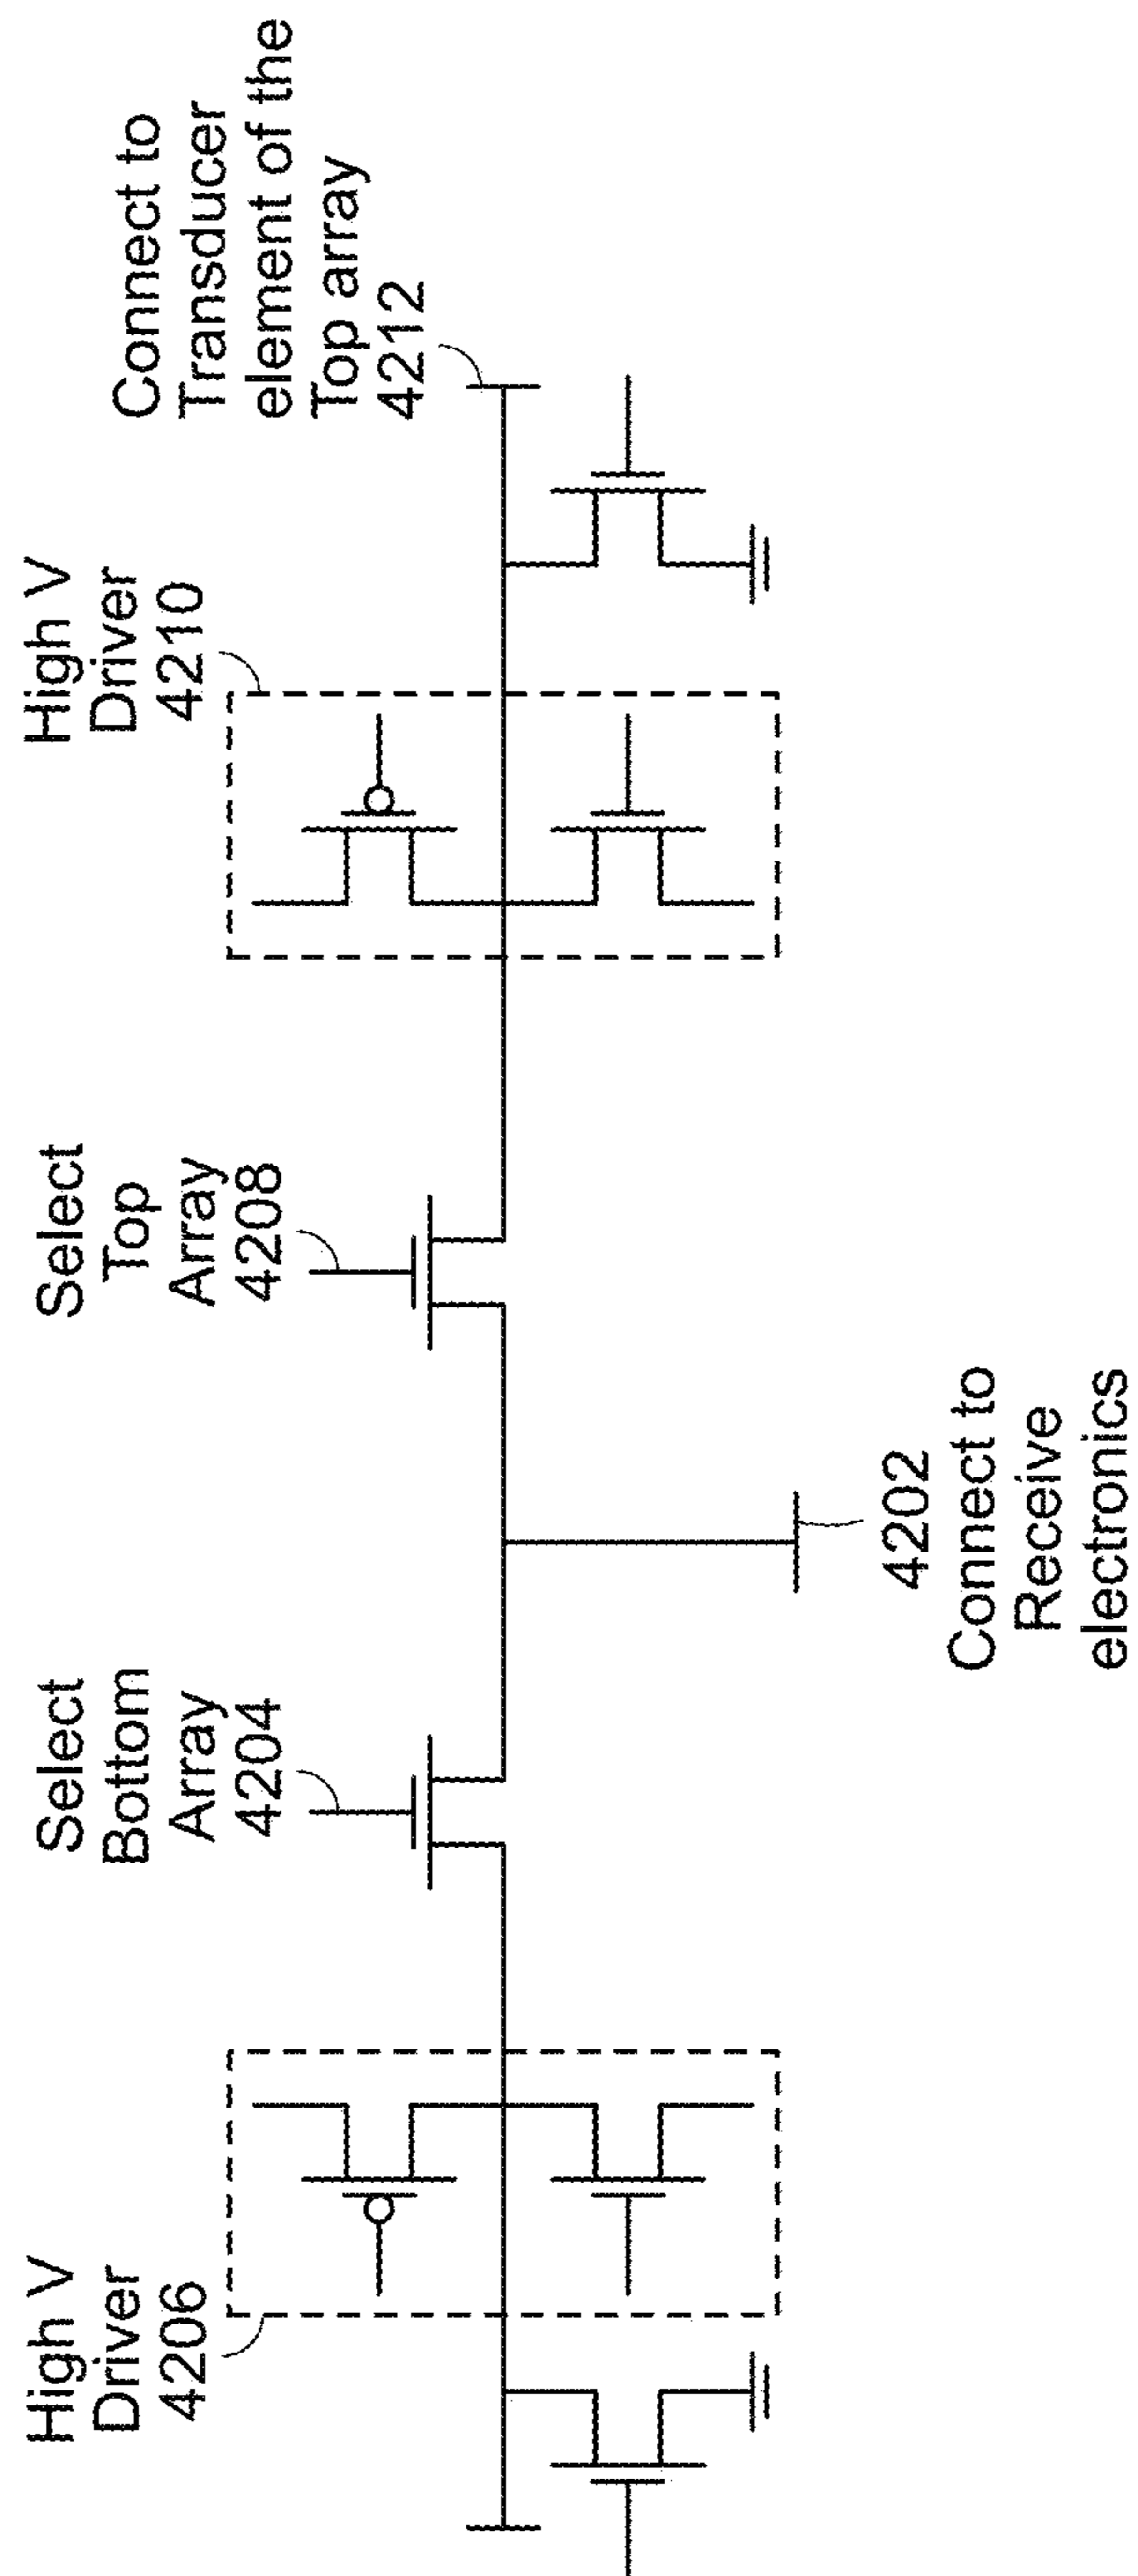 High V
Driver
4206
Select
Bottom
Array
4204
Select
Top
Array
4208
High V
Driver
4210
Connect to
Transducer
element of the
Top array
4212
4202
Connect to
Receive
electronics